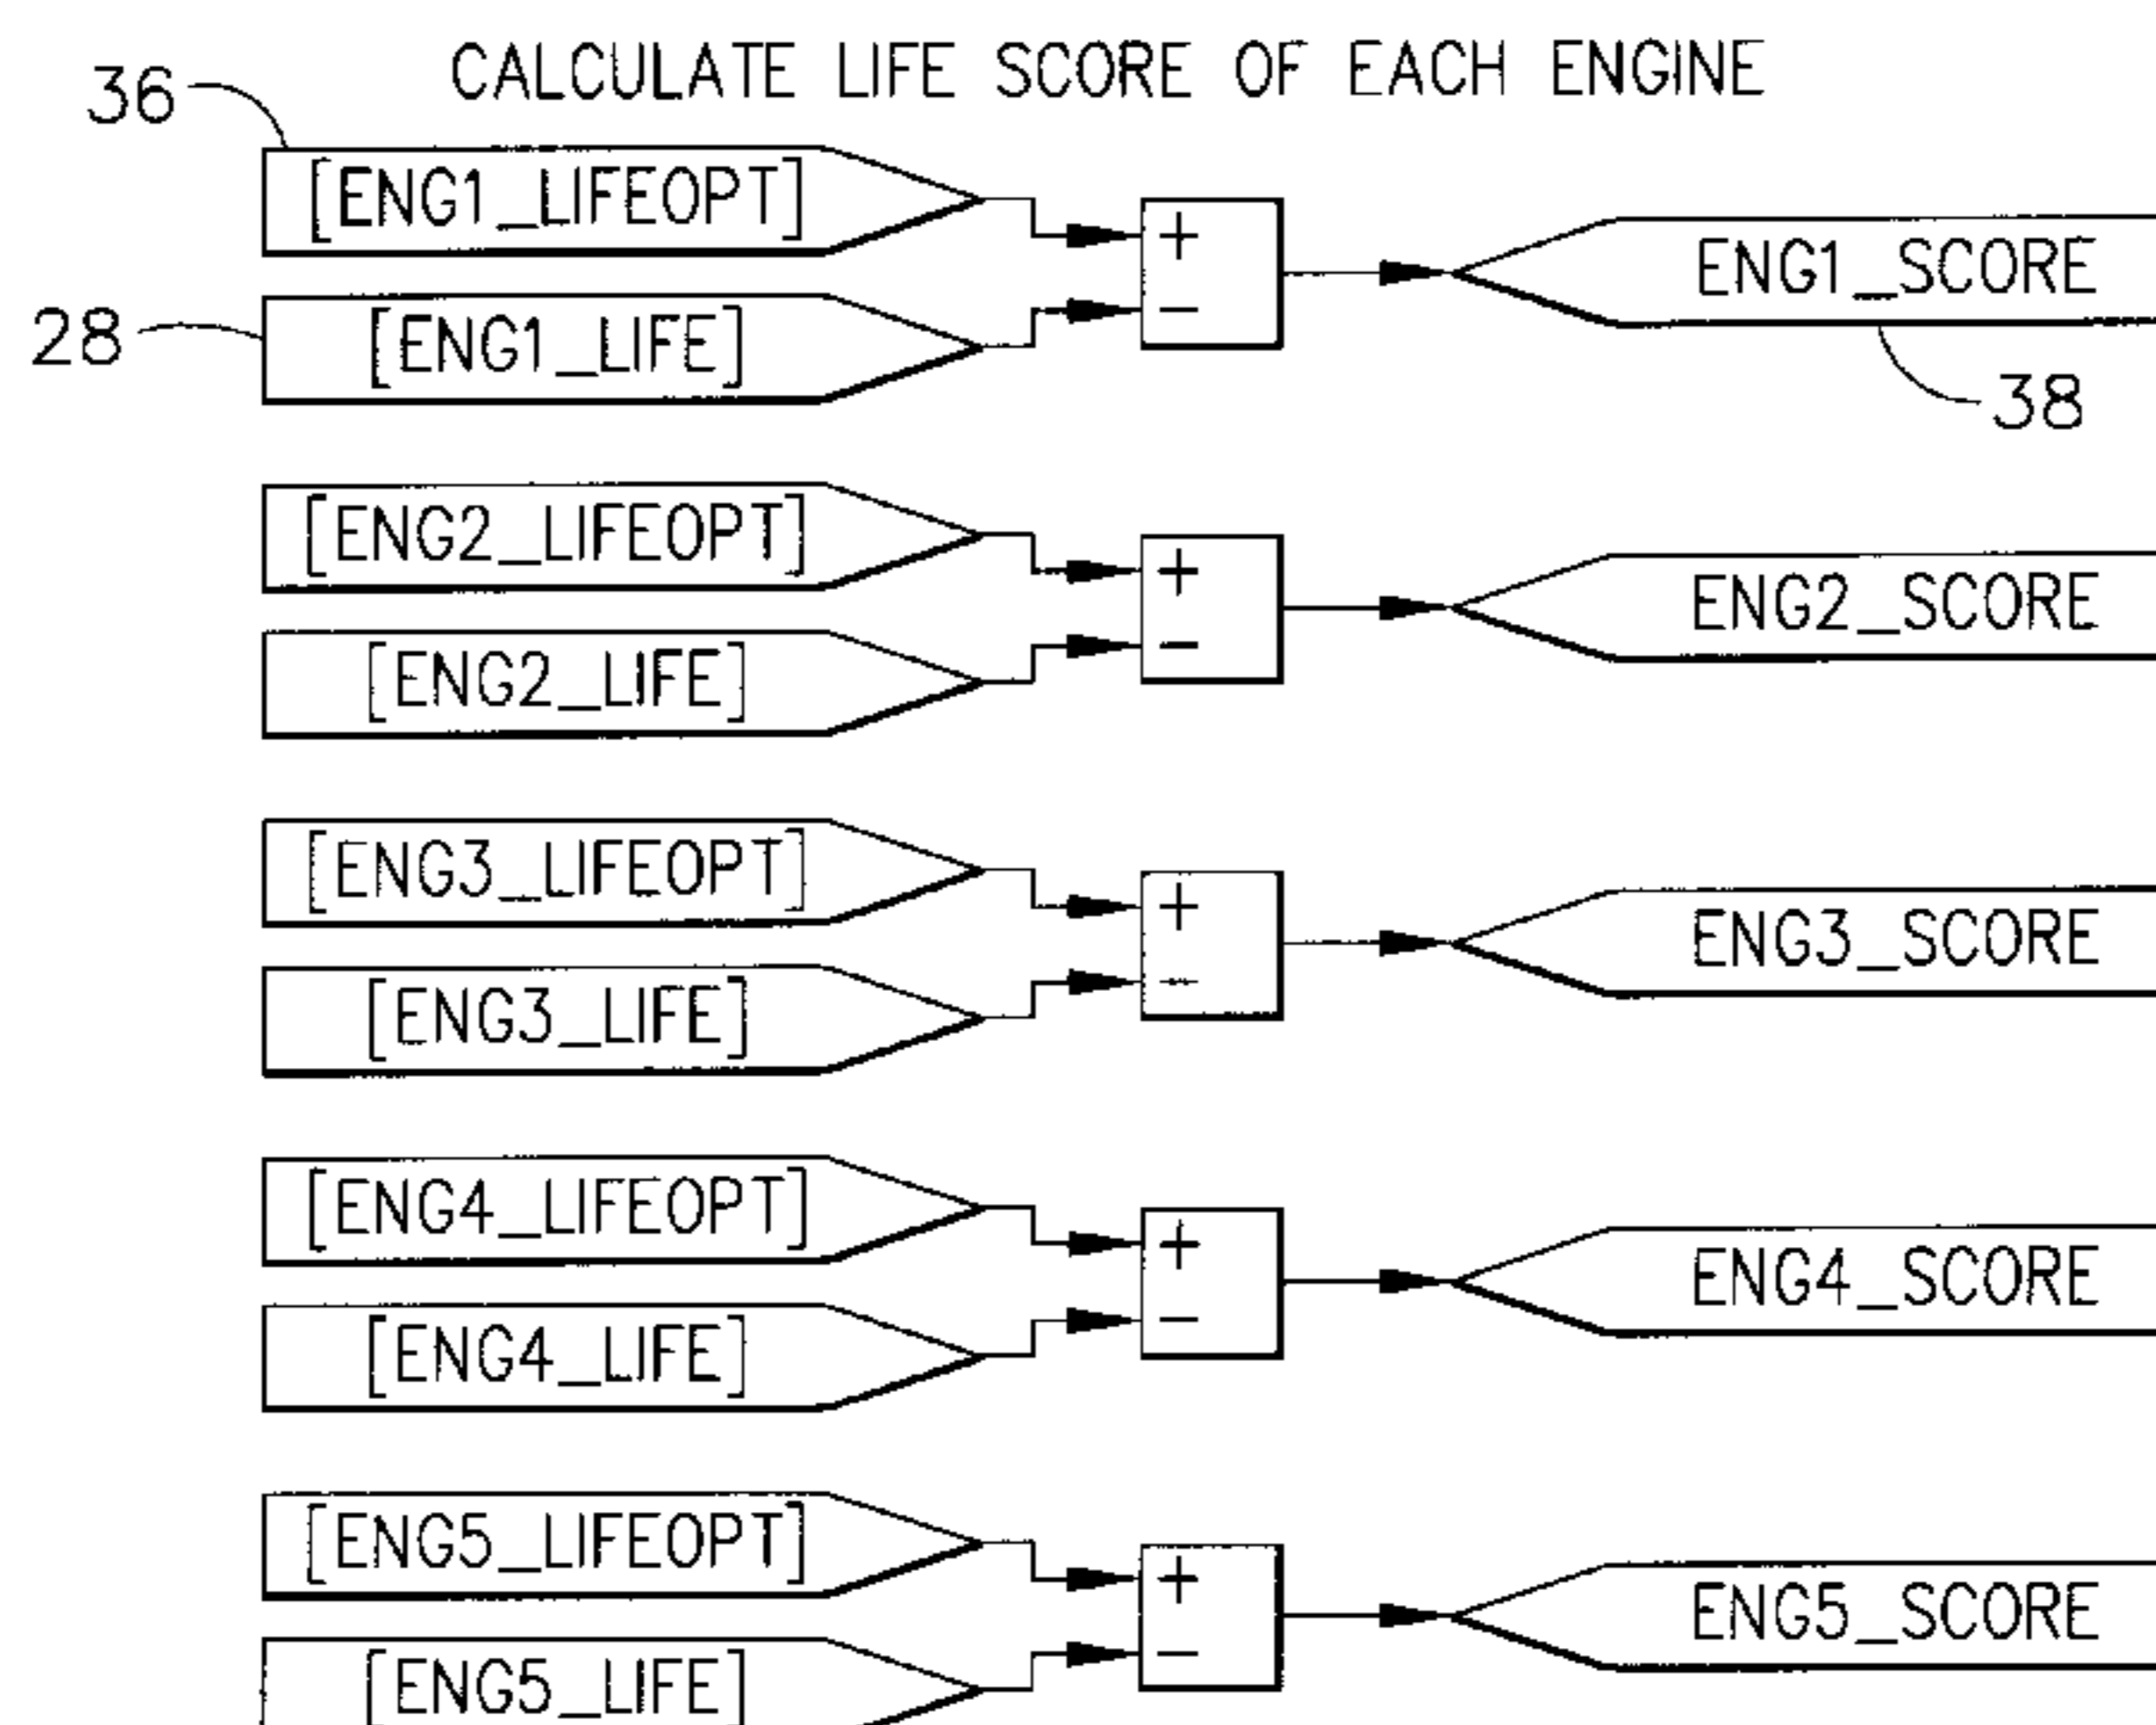 CALCULATE LIFE SCORE OF EACH ENGINE
36
[ENG1_LIFEOPT]
+
ENG1_SCORE
28
[ENG1_LIFE]
−
38
[ENG2_LIFEOPT]
+
ENG2_SCORE
[ENG2_LIFE]
−
[ENG3_LIFEOPT]
+
ENG3_SCORE
[ENG3_LIFE]
−
[ENG4_LIFEOPT]
+
ENG4_SCORE
[ENG4_LIFE]
−
[ENG5_LIFEOPT]
+
ENG5_SCORE
[ENG5_LIFE]
−